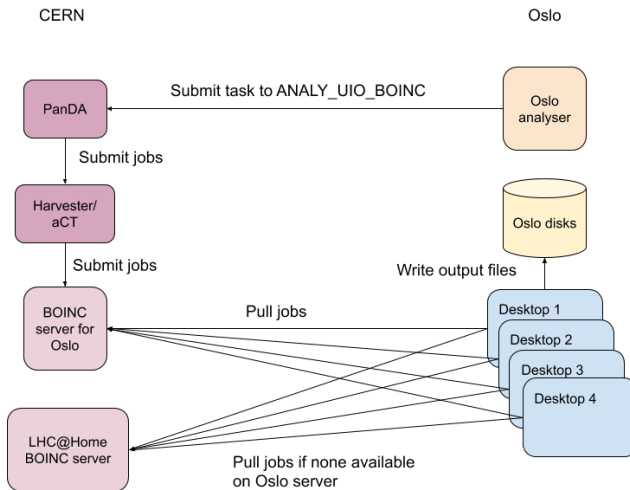 CERN
Oslo
Submit task to ANALY_UIO_BOINC
PanDA
Oslo
analyser
Submit jobs
Harvester/
aCT
Oslo disks
Submit jobs
Write output files
BOINC
server for
Oslo
Pull jobs
Desktop 1
Desktop 2
Desktop 3
Desktop 4
LHC@Home
BOINC server
Pull jobs if none available
on Oslo server